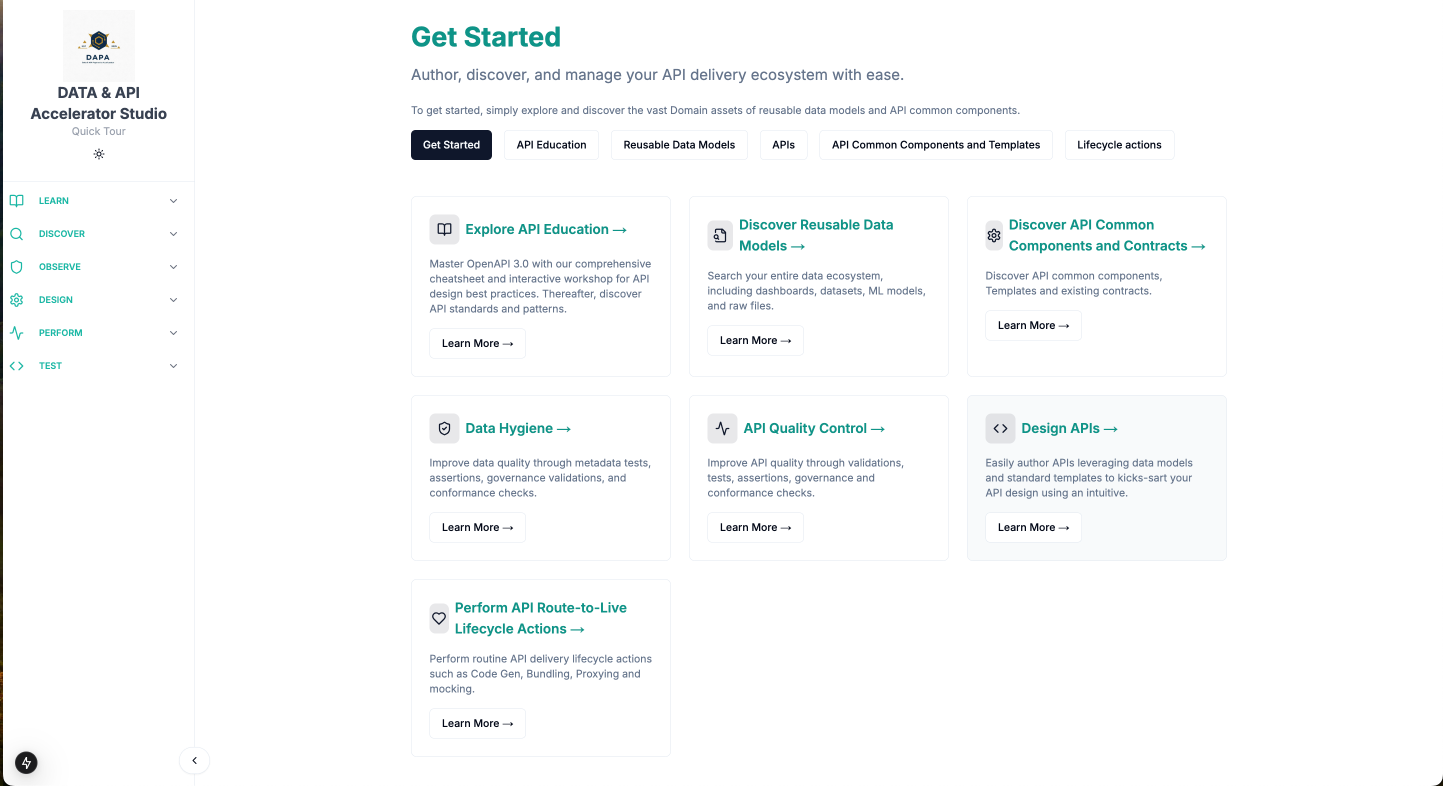 DAPA
DATA & API
Accelerator Studio
Quick Tour
LEARN
DISCOVER
OBSERVE
DESIGN
PERFORM
TEST
Get Started
Author, discover, and manage your API delivery ecosystem with ease.
To get started, simply explore and discover the vast Domain assets of reusable data models and API common components.
Get Started
API Education
Reusable Data Models
APIs
API Common Components and Templates
Lifecycle actions
Explore API Education →
Master OpenAPI 3.0 with our comprehensive
cheatsheet and interactive workshop for API
design best practices. Thereafter, discover
API standards and patterns.
Learn More →
Discover Reusable Data
Models →
Search your entire data ecosystem,
including dashboards, datasets, ML models,
and raw files.
Learn More →
Discover API Common
Components and Contracts →
Discover API common components,
Templates and existing contracts.
Learn More →
Data Hygiene →
Improve data quality through metadata tests,
assertions, governance validations, and
conformance checks.
Learn More →
API Quality Control →
Improve API quality through validations,
tests, assertions, governance and
conformance checks.
Learn More →
Design APIs →
Easily author APIs leveraging data models
and standard templates to kicks-sart your
API design using an intuitive.
Learn More →
Perform API Route-to-Live
Lifecycle Actions →
Perform routine API delivery lifecycle actions
such as Code Gen, Bundling, Proxying and
mocking.
Learn More →